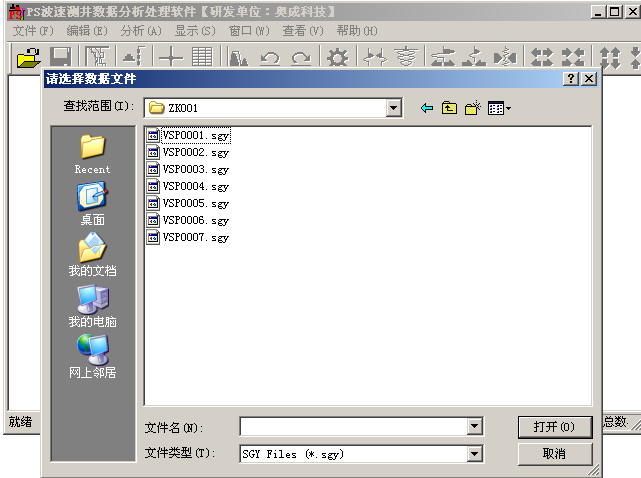 PS波速测井数据分析处理软件【研发单位：奥成科技】
文件(F) 编辑(E) 分析(A) 显示(S) 窗口(W) 查看(V) 帮助(H)
请选择数据文件
查找范围(I): ZK001
VSP0001.sgy
VSP0002.sgy
VSP0003.sgy
VSP0004.sgy
VSP0005.sgy
VSP0006.sgy
VSP0007.sgy
Recent
桌面
我的文档
我的电脑
网上邻居
文件名(N): 打开(O)
文件类型(T): SGY Files (*.sgy) 取消
就绪 总数